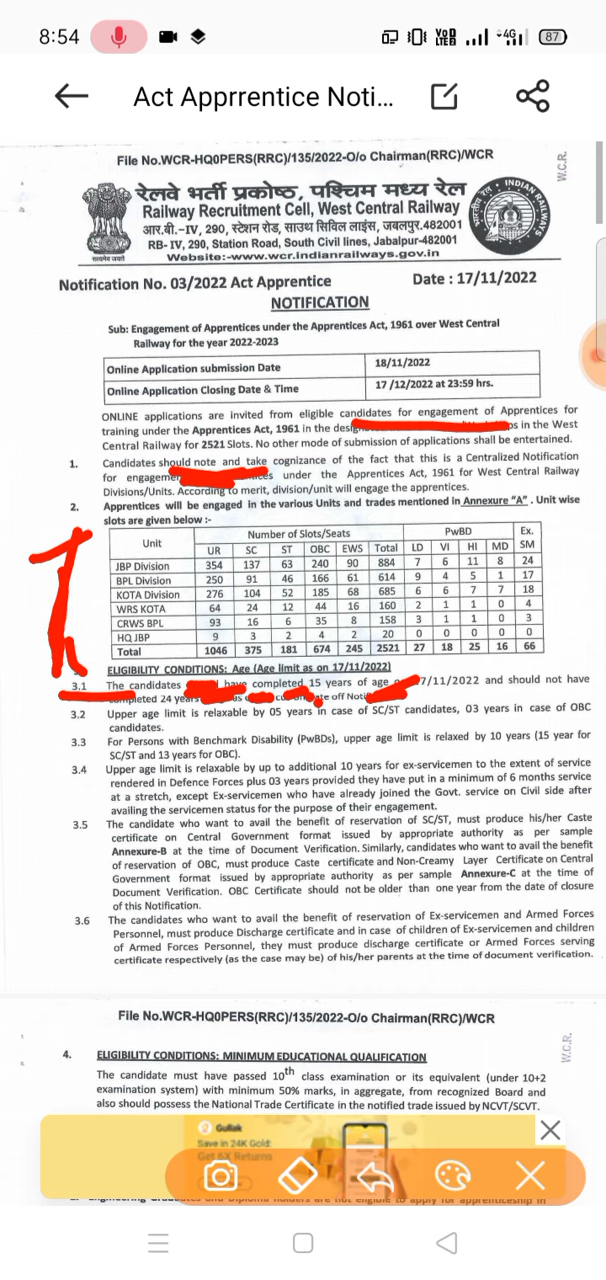 8:54
VoD LTE
4G
87
Act Apprrentice Noti...
File No.WCR-HQ0PERS(RRC)/135/2022-O/o Chairman(RRC)/WCR
W.C.R.
रेलवे भर्ती प्रकोष्ठ, पश्चिम मध्य रेल
Railway Recruitment Cell, West Central Railway
आर.वी.-IV, 290, स्टेशन रोड, साउथ सिविल लाइंस, जबलपुर.482001
RB- IV, 290, Station Road, South Civil lines, Jabalpur-482001
सत्यमेव जयते
Website:-www.wcr.indianrailways.gov.in
INDIAN RAILWAYS
भारतीय रेल
Notification No. 03/2022 Act Apprentice Date : 17/11/2022
NOTIFICATION
Sub: Engagement of Apprentices under the Apprentices Act, 1961 over West Central
Railway for the year 2022-2023
Online Application submission Date 18/11/2022
Online Application Closing Date & Time 17 /12/2022 at 23:59 hrs.
ONLINE applications are invited from eligible candidates for engagement of Apprentices for
training under the Apprentices Act, 1961 in the in the West
Central Railway for 2521 Slots. No other mode of submission of applications shall be entertained.
1. Candidates should note and take cognizance of the fact that this is a Centralized Notification
for under the Apprentices Act, 1961 for West Central Railway
Divisions/Units. According to merit, division/unit will engage the apprentices.
2. Apprentices will be engaged in the various Units and trades mentioned in Annexure "A" . Unit wise
slots are given below :-
Unit Number of Slots/Seats PwBD Ex. SM
UR SC ST OBC EWS Total LD VI HI MD
JBP Division 354 137 63 240 90 884 7 6 11 8 24
BPL Division 250 91 46 166 61 614 9 4 5 1 17
KOTA Division 276 104 52 185 68 685 6 6 7 7 18
WRS KOTA 64 24 12 44 16 160 2 1 1 0 4
CRWS BPL 93 16 6 35 8 158 3 1 1 0 3
HQ JBP 9 3 2 4 2 20 0 0 0 0 0
Total 1046 375 181 674 245 2521 27 18 25 16 66
ELIGIBILITY CONDITIONS: Age (Age limit as on 17/11/2022)
3.1 The candidates have completed 15 years of age 7/11/2022 and should not have
completed 24 years off
3.2 Upper age limit is relaxable by 05 years in case of SC/ST candidates, 03 years in case of OBC
candidates.
3.3 For Persons with Benchmark Disability (PwBDs), upper age limit is relaxed by 10 years (15 year for
SC/ST and 13 years for OBC).
3.4 Upper age limit is relaxable by up to additional 10 years for ex-servicemen to the extent of service
rendered in Defence Forces plus 03 years provided they have put in a minimum of 6 months service
at a stretch, except Ex-servicemen who have already joined the Govt. service on Civil side after
availing the servicemen status for the purpose of their engagement.
3.5 The candidate who want to avail the benefit of reservation of SC/ST, must produce his/her Caste
certificate on Central Government format issued by appropriate authority as per sample
Annexure-B at the time of Document Verification. Similarly, candidates who want to avail the benefit
of reservation of OBC, must produce Caste certificate and Non-Creamy Layer Certificate on Central
Government format issued by appropriate authority as per sample Annexure-C at the time of
Document Verification. OBC Certificate should not be older than one year from the date of closure
of this Notification.
3.6 The candidates who want to avail the benefit of reservation of Ex-servicemen and Armed Forces
Personnel, must produce Discharge certificate and in case of children of Ex-servicemen and children
of Armed Forces Personnel, they must produce discharge certificate or Armed Forces serving
certificate respectively (as the case may be) of his/her parents at the time of document verification.
File No.WCR-HQ0PERS(RRC)/135/2022-O/o Chairman(RRC)/WCR
W.C.R.
4. ELIGIBILITY CONDITIONS: MINIMUM EDUCATIONAL QUALIFICATION
The candidate must have passed 10th class examination or its equivalent (under 10+2
examination system) with minimum 50% marks, in aggregate, from recognized Board and
also should possess the National Trade Certificate in the notified trade issued by NCVT/SCVT.
Gullak
Save in 24K Gold:
Get 6X Returns